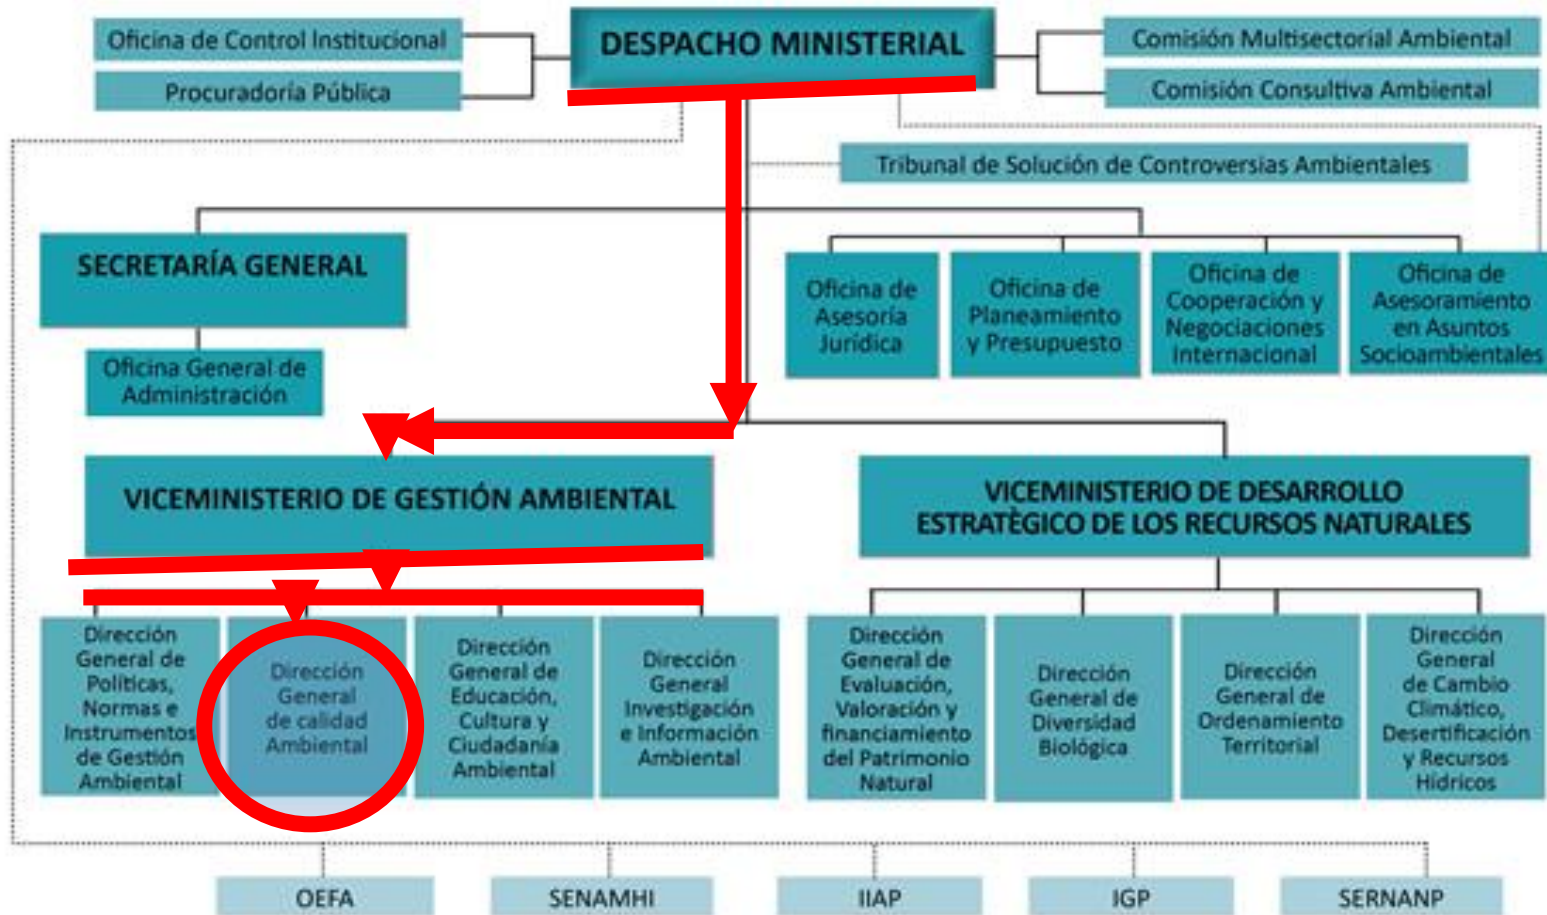 Oficina de Control Institucional
Procuradoría Pública
DESPACHO MINISTERIAL
Comisión Multisectorial Ambiental
Comisión Consultiva Ambiental
Tribunal de Solución de Controversias Ambientales
SECRETARÍA GENERAL
Oficina General de
Administración
Oficina de
Asesoría
Jurídica
Oficina de
Planeamiento
y Presupuesto
Oficina de
Cooperación y
Negociaciones
Internacional
Oficina de
Asesoramiento
en Asuntos
Socioambientales
VICEMINISTERIO DE GESTIÓN AMBIENTAL
VICEMINISTERIO DE DESARROLLO
ESTRATÈGICO DE LOS RECURSOS NATURALES
Dirección
General de
Políticas,
Normas e
Instrumentos
de Gestión
Ambiental
Dirección
General
de calidad
Ambiental
Dirección
General de
Educación,
Cultura y
Ciudadanía
Ambiental
Dirección
General
Investigación
e Información
Ambiental
Dirección
General de
Evaluación,
Valoración y
financiamiento
del Patrimonio
Natural
Dirección
General de
Diversidad
Biológica
Dirección
General de
Ordenamiento
Territorial
Dirección
General
de Cambio
Climático,
Desertificación
y Recursos
Hídricos
OEFA
SENAMHI
IIAP
IGP
SERNANP